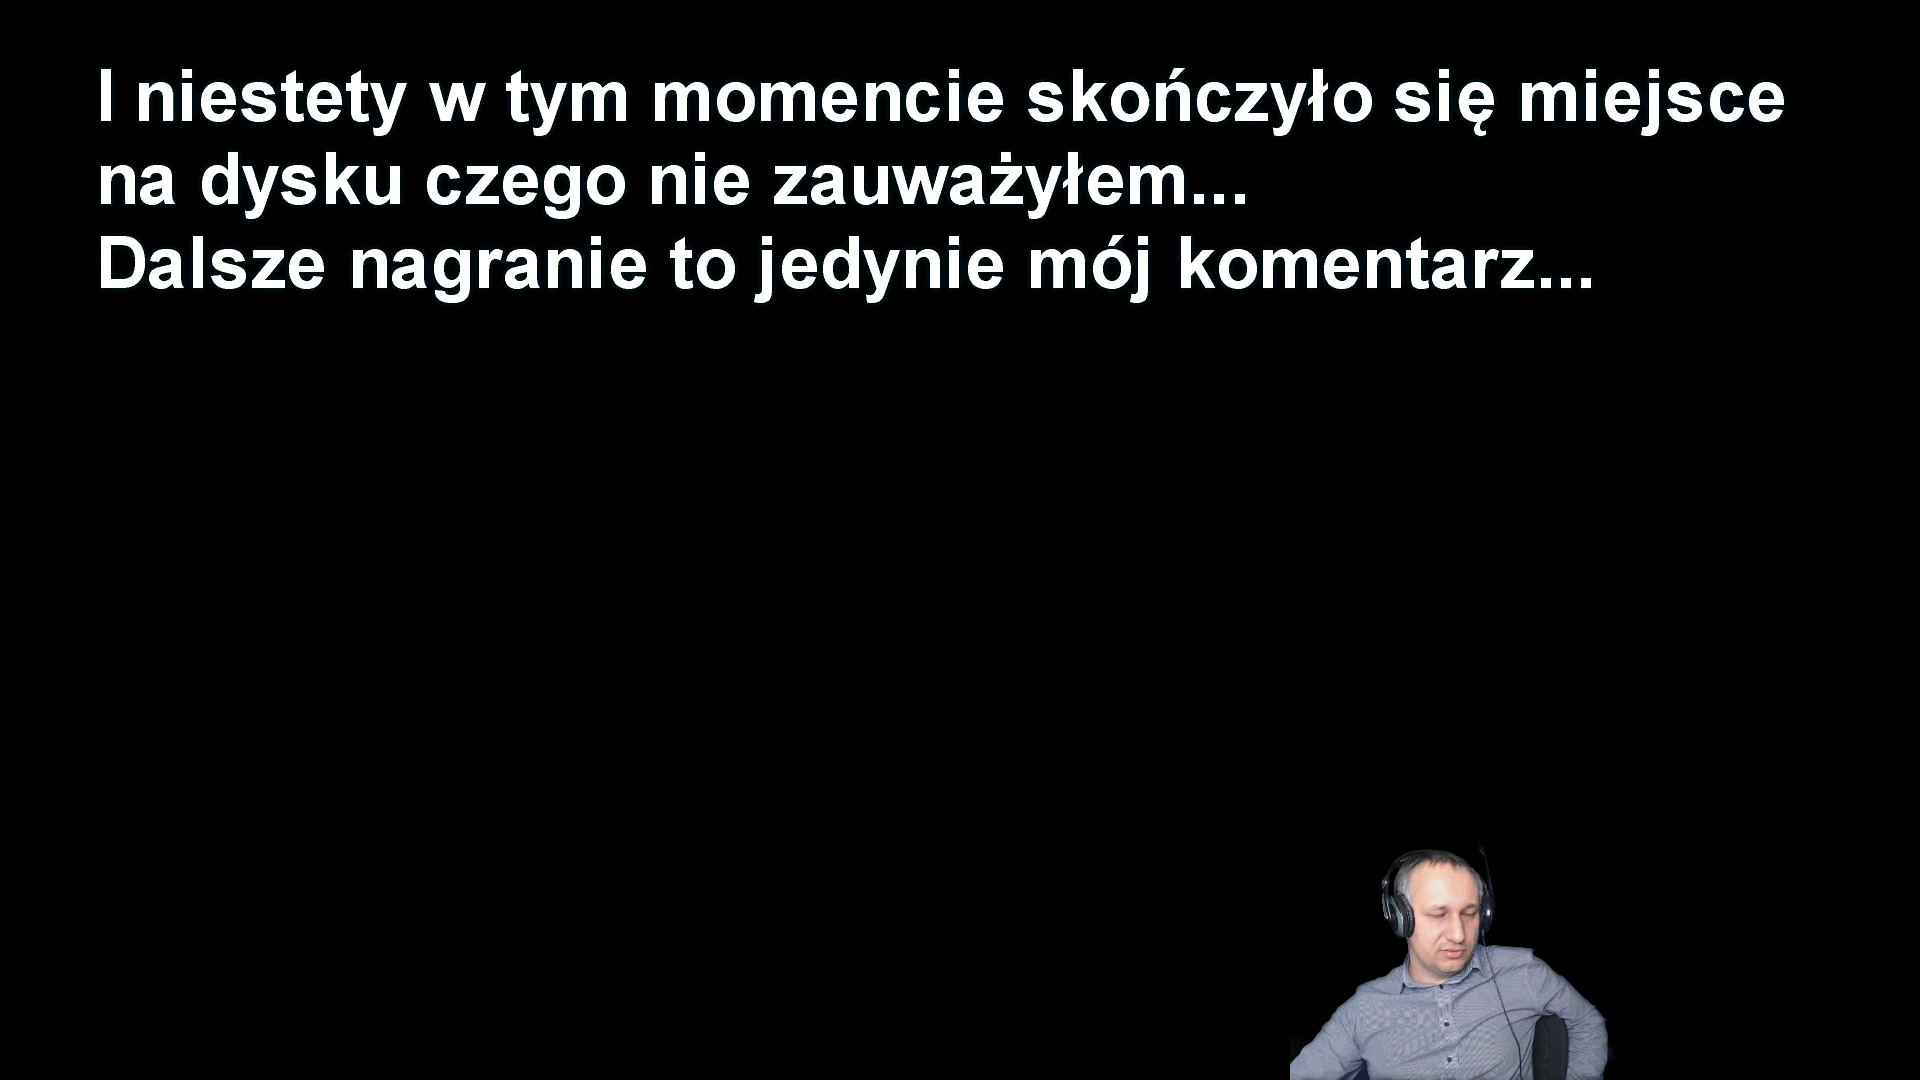 I niestety w tym momencie skończyło się miejsce
na dysku czego nie zauważyłem...
Dalsze nagranie to jedynie mój komentarz...